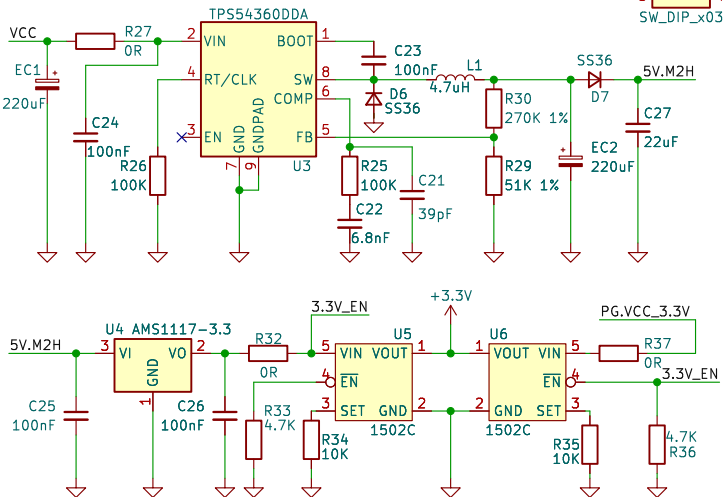 SW_DIP_x03
TPS54360DDA
VCC
R27
0R
2
VIN
BOOT
1
C23
100nF
EC1
220uF
C24
100nF
4
RT/CLK
SW
8
COMP
6
L1
4.7uH
SS36
D7
5V.M2H
D6
SS36
R30
270K 1%
C27
22uF
3
EN
GND
GNDPAD
FB
5
7
9
U3
R26
100K
R25
100K
C21
39pF
C22
6.8nF
R29
51K 1%
EC2
220uF
5V.M2H
U4 AMS1117-3.3
3
VI
VO
2
GND
1
C25
100nF
C26
100nF
R32
0R
3.3V_EN
+3.3V
U5
5
VIN
VOUT
1
4
EN
3
SET
GND
2
1502C
R33
4.7K
R34
10K
U6
1
VOUT
VIN
5
EN
4
2
GND
SET
3
1502C
PG.VCC_3.3V
R37
0R
3.3V_EN
R35
10K
4.7K
R36